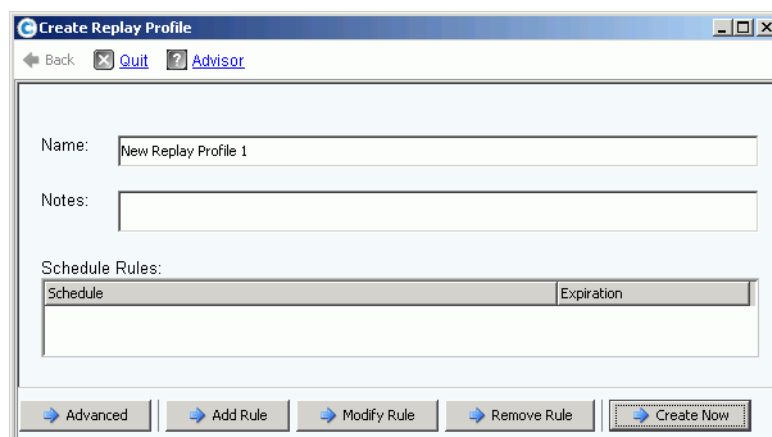 Create Replay Profile
Back Quit Advisor
Name: New Replay Profile 1
Notes:
Schedule Rules:
Schedule Expiration
Advanced Add Rule Modify Rule Remove Rule Create Now